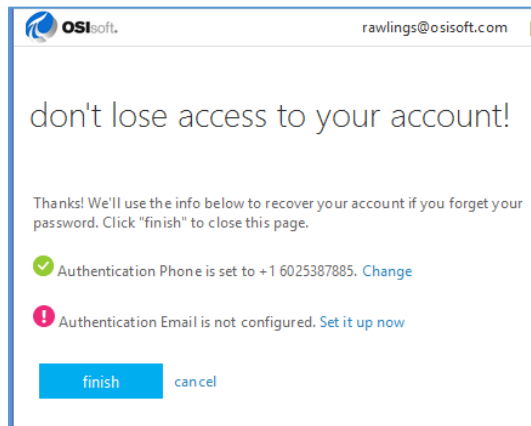 OSIsoft.
rawlings@osisoft.com
don't lose access to your account!
Thanks! We'll use the info below to recover your account if you forget your
password. Click "finish" to close this page.
Authentication Phone is set to +1 6025387885. Change
Authentication Email is not configured. Set it up now
finish cancel